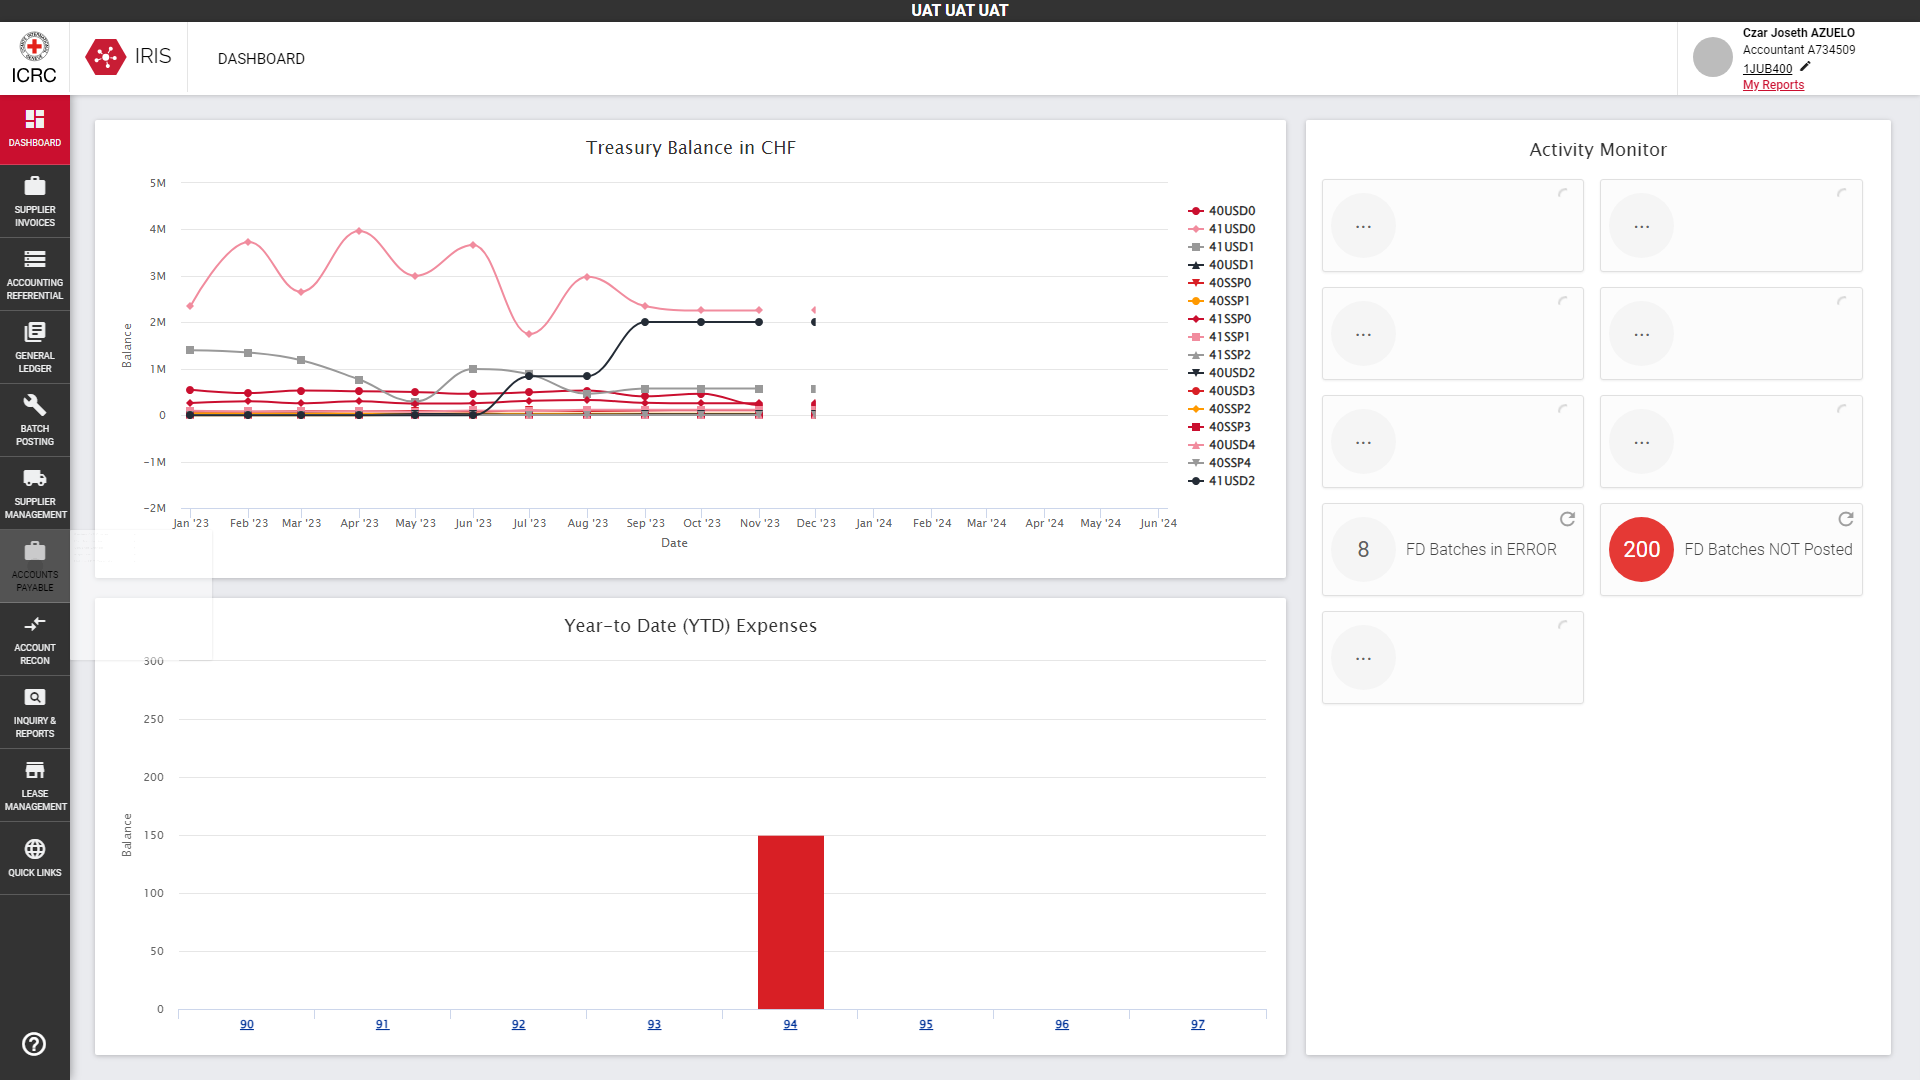 UAT UAT UAT
ICRC
IRIS
DASHBOARD
Czar Joseth AZUELO
Accountant A734509
1JUB400
My Reports
DASHBOARD
SUPPLIER
INVOICES
ACCOUNTING
REFERENTIAL
GENERAL
LEDGER
BATCH
POSTING
SUPPLIER
MANAGEMENT
ACCOUNTS
PAYABLE
ACCOUNT
RECON
INQUIRY &
REPORTS
LEASE
MANAGEMENT
QUICK LINKS
Treasury Balance in CHF
5M
4M
3M
2M
1M
0
-1M
-2M
Balance
Jan '23 Feb '23 Mar '23 Apr '23 May '23 Jun '23 Jul '23 Aug '23 Sep '23 Oct '23 Nov '23 Dec '23 Jan '24 Feb '24 Mar '24 Apr '24 May '24 Jun '24
Date
40USD0
41USD0
41USD1
40USD1
40SSP0
40SSP1
41SSP0
41SSP1
41SSP2
40USD2
40USD3
40SSP2
40SSP3
40USD4
40SSP4
41USD2
Year-to Date (YTD) Expenses
300
250
200
150
100
50
0
Balance
90 91 92 93 94 95 96 97
Activity Monitor
... ...
... ...
... ...
8 FD Batches in ERROR
200 FD Batches NOT Posted
...